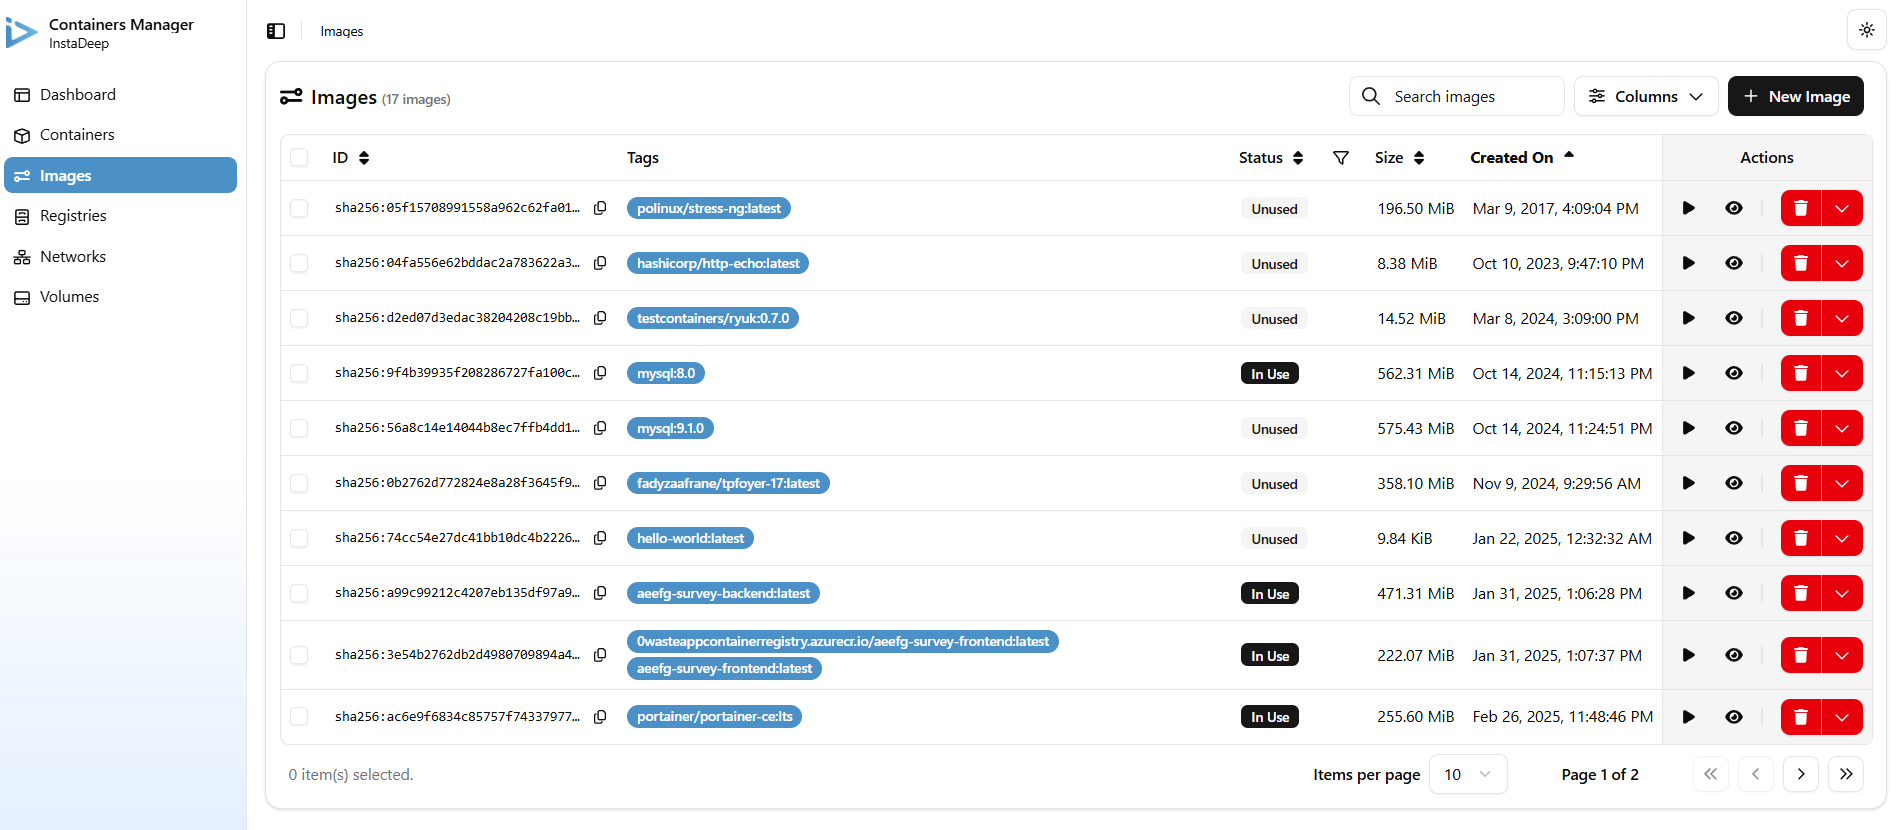 Containers Manager
InstaDeep
Dashboard
Containers
Images
Registries
Networks
Volumes
Images
Images (17 images)
Search images
Columns
New Image
ID Tags Status Size Created On Actions
sha256:05f15708991558a962c62fa01… polinux/stress-ng:latest Unused 196.50 MiB Mar 9, 2017, 4:09:04 PM
sha256:04fa556e62bddac2a783622a3… hashicorp/http-echo:latest Unused 8.38 MiB Oct 10, 2023, 9:47:10 PM
sha256:d2ed07d3edac38204208c19bb… testcontainers/ryuk:0.7.0 Unused 14.52 MiB Mar 8, 2024, 3:09:00 PM
sha256:9f4b39935f208286727fa100c… mysql:8.0 In Use 562.31 MiB Oct 14, 2024, 11:15:13 PM
sha256:56a8c14e14044b8ec7ffb4dd1… mysql:9.1.0 Unused 575.43 MiB Oct 14, 2024, 11:24:51 PM
sha256:0b2762d772824e8a28f3645f9… fadyzaafrane/tpfoyer-17:latest Unused 358.10 MiB Nov 9, 2024, 9:29:56 AM
sha256:74cc54e27dc41bb10dc4b2226… hello-world:latest Unused 9.84 KiB Jan 22, 2025, 12:32:32 AM
sha256:a99c99212c4207eb135df97a9… aeefg-survey-backend:latest In Use 471.31 MiB Jan 31, 2025, 1:06:28 PM
0wasteappcontainerregistry.azurecr.io/aeefg-survey-frontend:latest
sha256:3e54b2762db2d4980709894a4… In Use 222.07 MiB Jan 31, 2025, 1:07:37 PM
aeefg-survey-frontend:latest
sha256:ac6e9f6834c85757f74337977… portainer/portainer-ce:lts In Use 255.60 MiB Feb 26, 2025, 11:48:46 PM
0 item(s) selected.
Items per page 10 Page 1 of 2